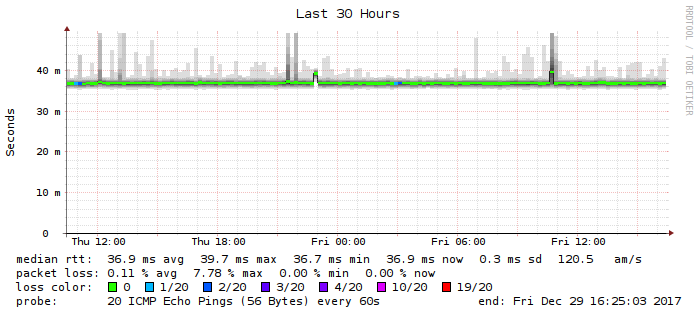 Last 30 Hours
RRDTOOL / TOBI OETIKER
Seconds
40 m
30 m
20 m
10 m
0
Thu 12:00 Thu 18:00 Fri 00:00 Fri 06:00 Fri 12:00
median rtt: 36.9 ms avg 39.7 ms max 36.7 ms min 36.9 ms now 0.3 ms sd 120.5 am/s
packet loss: 0.11 % avg 7.78 % max 0.00 % min 0.00 % now
loss color: 0 1/20 2/20 3/20 4/20 10/20 19/20
probe: 20 ICMP Echo Pings (56 Bytes) every 60s end: Fri Dec 29 16:25:03 2017